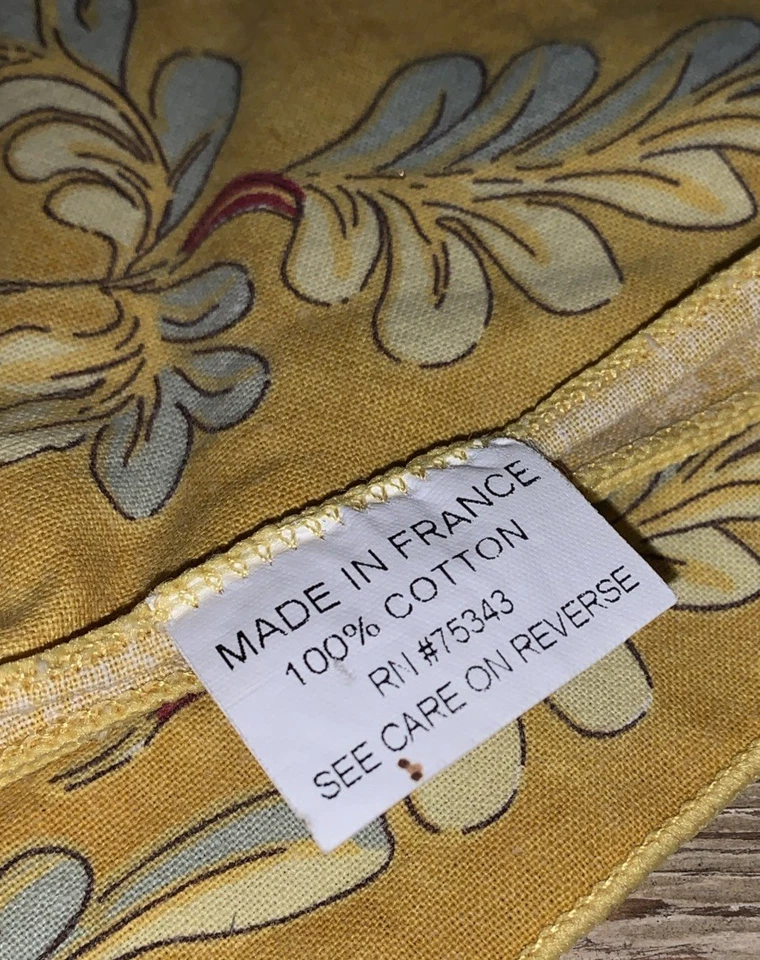 MADE IN FRANCE
100% COTTON
RN #75343
SEE CARE ON REVERSE